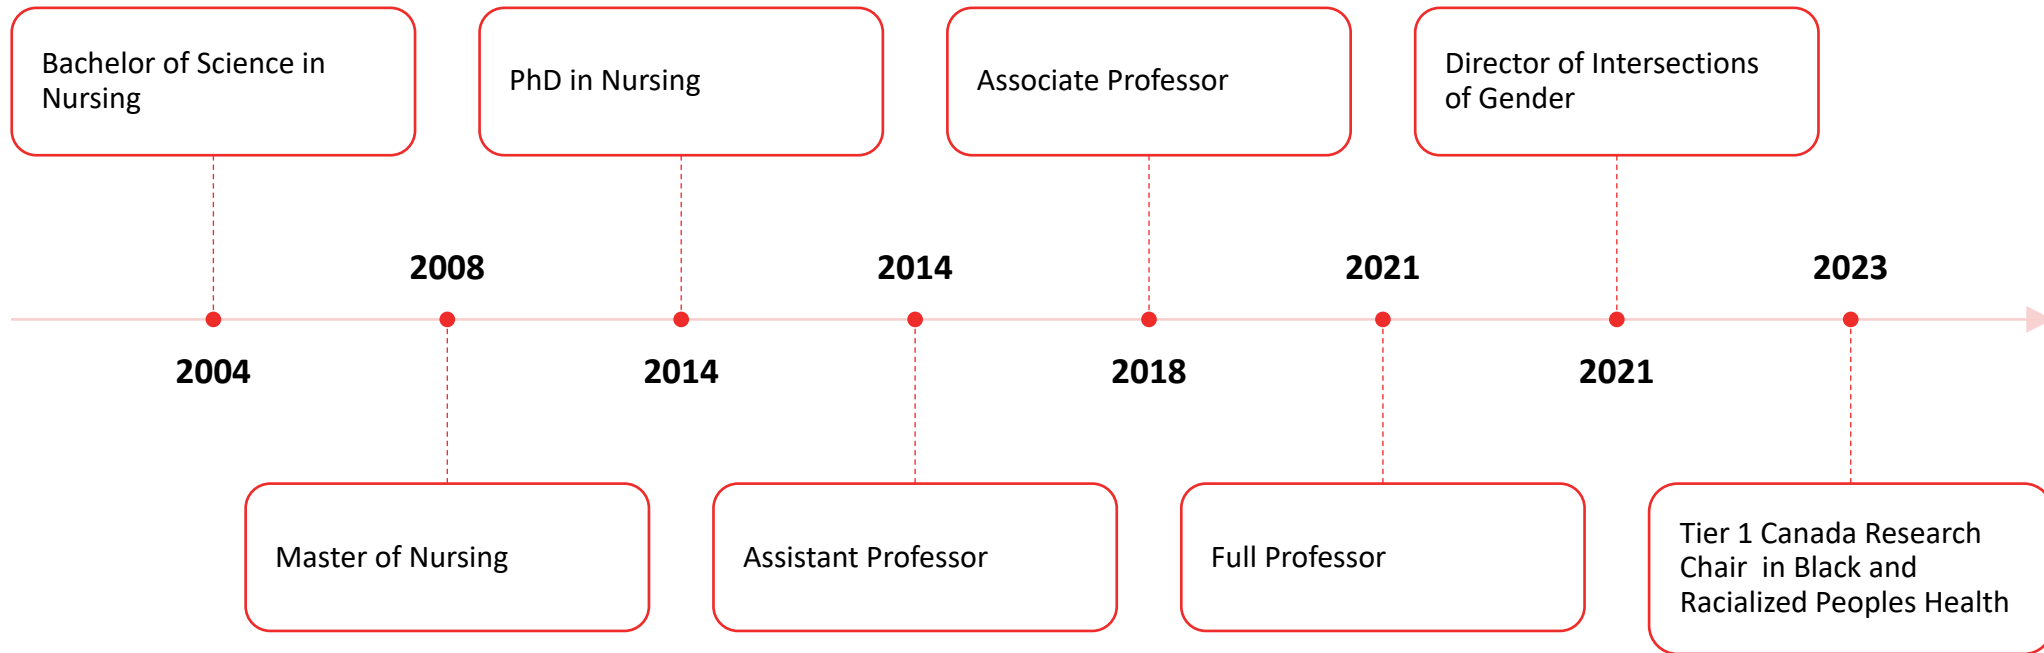 Bachelor of Science in
Nursing
PhD in Nursing
Associate Professor
Director of Intersections
of Gender
2008
2014
2021
2023
2004
2014
2018
2021
Master of Nursing
Assistant Professor
Full Professor
Tier 1 Canada Research
Chair  in Black and
Racialized Peoples Health